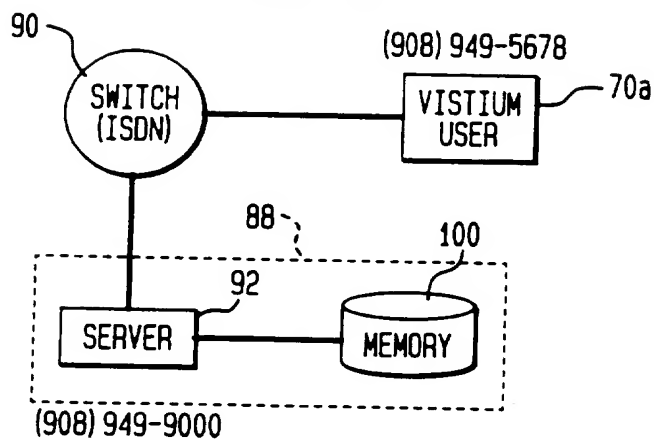 90
(908) 949-5678
SWITCH
(ISDN)
VISTIUM
USER
70a
88
100
92
SERVER
MEMORY
(908) 949-9000